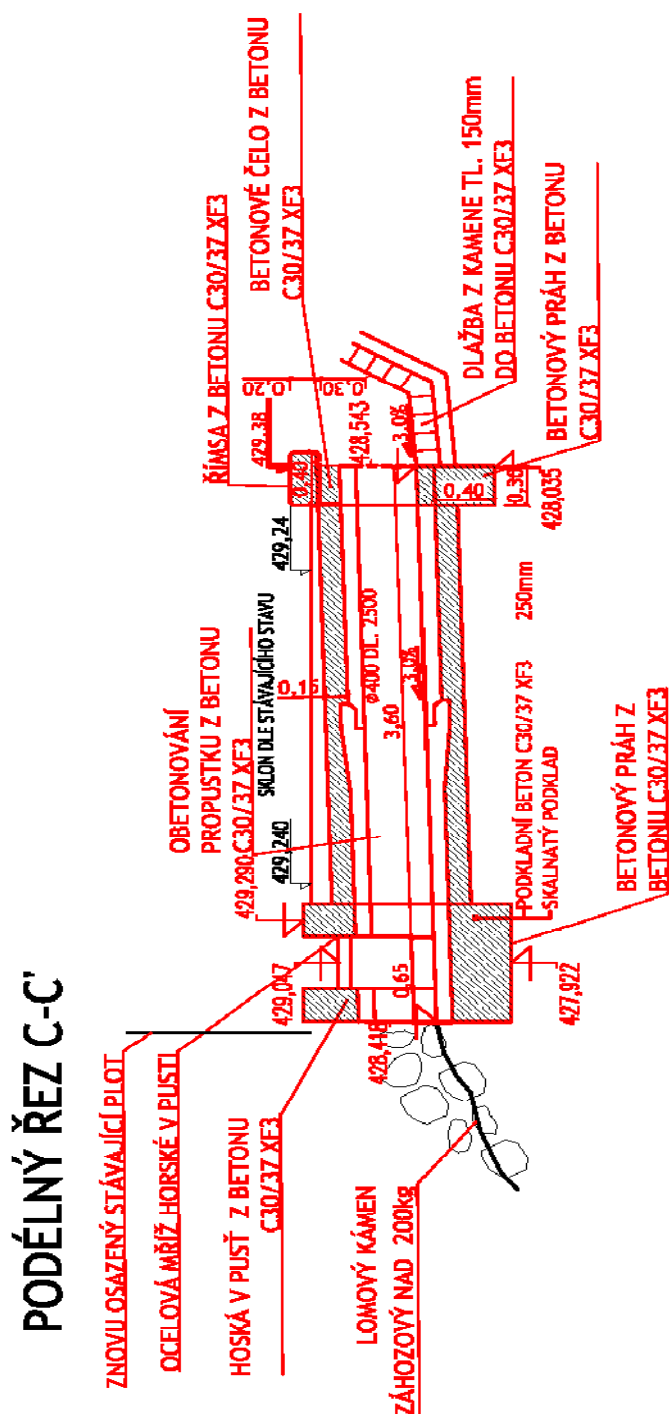 PODÉLNÝ ŘEZ C-C'
ZNOVU OSAZENÝ STÁVAJÍCÍ PLOT
OCELOVÁ MŘÍŽ HORSKÉ V PUSTI
HOSKÁ V PUSŤ Z BETONU
C30/37 XF3
LOMOVÝ KÁMEN
ZÁHOZOVÝ NAD 200kg
OBETONOVÁNÍ
PROPUSTKU Z BETONU
C30/37 XF3
429,290
429,240
SKLON DLE STÁVAJÍCÍHO STAVU
429,24
ŘÍMSA Z BETONU C30/37 XF3
429,38
BETONOVÉ ČELO Z BETONU
C30/37 XF3
0,20
0,30
0,40
428,543
3,0%
DLAŽBA Z KAMENE TL. 150mm
DO BETONU C30/37 XF3
BETONOVÝ PRÁH Z BETONU
C30/37 XF3
0,40
0,30
428,035
0,15
ø400 DL. 2500
3,60
3,0%
429,047
0,65
428,418
427,922
PODKLADNÍ BETON C30/37 XF3 250mm
SKALNATÝ PODKLAD
BETONOVÝ PRÁH Z
BETONU C30/37 XF3